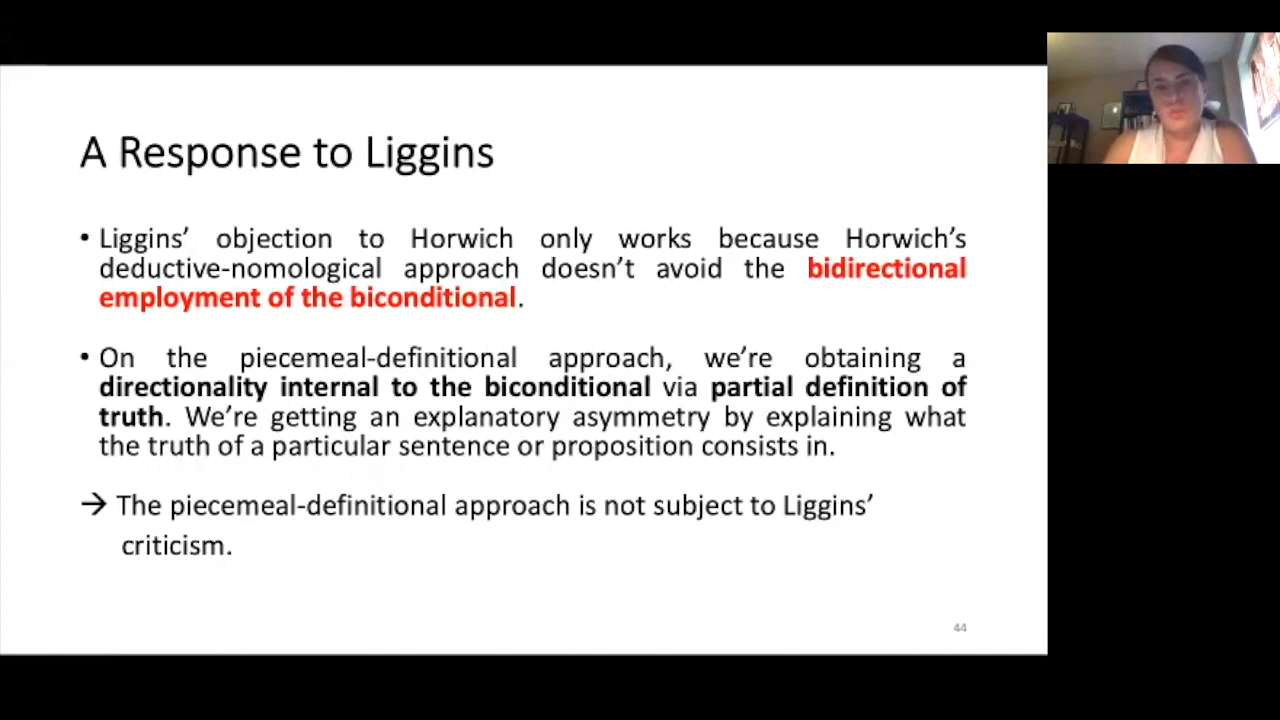 A Response to Liggins
• Liggins’ objection to Horwich only works because Horwich’s
deductive-nomological approach doesn’t avoid the bidirectional
employment of the biconditional.
• On the piecemeal-definitional approach, we’re obtaining a
directionality internal to the biconditional via partial definition of
truth. We’re getting an explanatory asymmetry by explaining what
the truth of a particular sentence or proposition consists in.
→ The piecemeal-definitional approach is not subject to Liggins’
criticism.
44